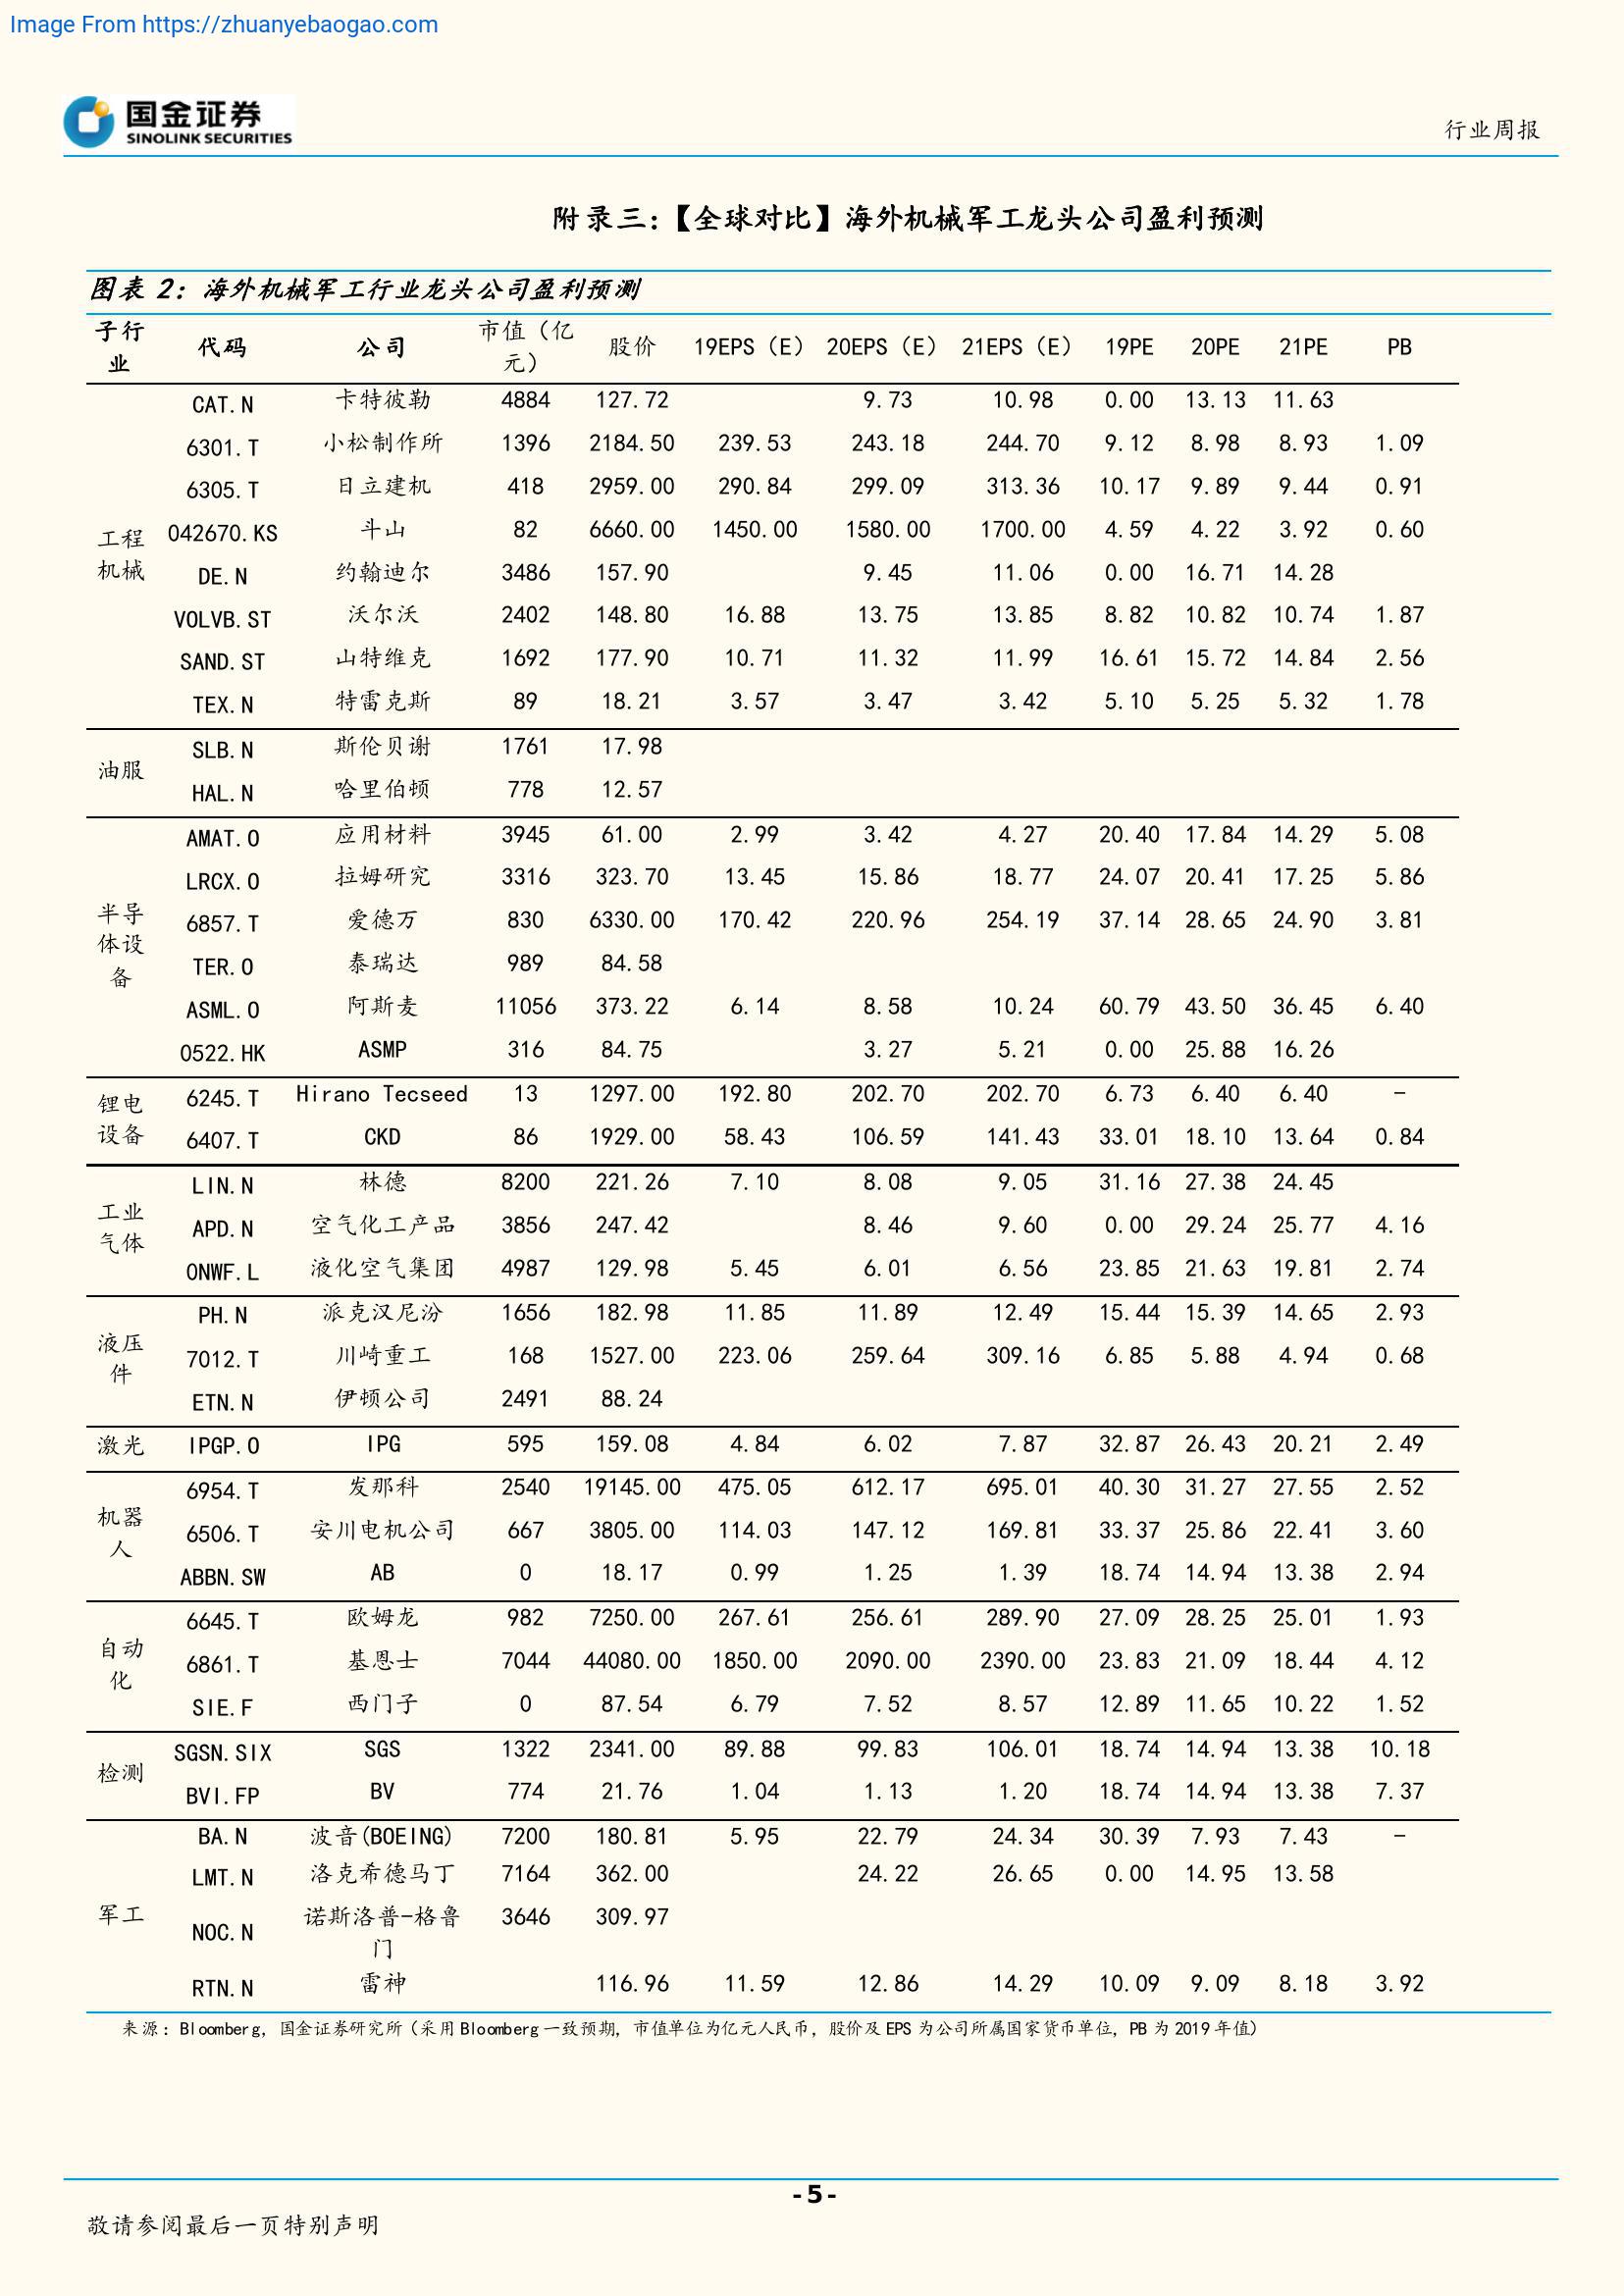 Image From https://zhuanyebaogao.com
国金证券
SINOLINK SECURITIES
行业周报
附录三：【全球对比】海外机械军工龙头公司盈利预测
图表 2：海外机械军工行业龙头公司盈利预测
子行业 代码 公司 市值（亿元） 股价 19EPS（E） 20EPS（E） 21EPS（E） 19PE 20PE 21PE PB
工程机械
CAT.N 卡特彼勒 4884 127.72 9.73 10.98 0.00 13.13 11.63
6301.T 小松制作所 1396 2184.50 239.53 243.18 244.70 9.12 8.98 8.93 1.09
6305.T 日立建机 418 2959.00 290.84 299.09 313.36 10.17 9.89 9.44 0.91
042670.KS 斗山 82 6660.00 1450.00 1580.00 1700.00 4.59 4.22 3.92 0.60
DE.N 约翰迪尔 3486 157.90 9.45 11.06 0.00 16.71 14.28
VOLVB.ST 沃尔沃 2402 148.80 16.88 13.75 13.85 8.82 10.82 10.74 1.87
SAND.ST 山特维克 1692 177.90 10.71 11.32 11.99 16.61 15.72 14.84 2.56
TEX.N 特雷克斯 89 18.21 3.57 3.47 3.42 5.10 5.25 5.32 1.78
油服
SLB.N 斯伦贝谢 1761 17.98
HAL.N 哈里伯顿 778 12.57
半导体设备
AMAT.O 应用材料 3945 61.00 2.99 3.42 4.27 20.40 17.84 14.29 5.08
LRCX.O 拉姆研究 3316 323.70 13.45 15.86 18.77 24.07 20.41 17.25 5.86
6857.T 爱德万 830 6330.00 170.42 220.96 254.19 37.14 28.65 24.90 3.81
TER.O 泰瑞达 989 84.58
ASML.O 阿斯麦 11056 373.22 6.14 8.58 10.24 60.79 43.50 36.45 6.40
0522.HK ASMP 316 84.75 3.27 5.21 0.00 25.88 16.26
锂电设备
6245.T Hirano Tecseed 13 1297.00 192.80 202.70 202.70 6.73 6.40 6.40 -
6407.T CKD 86 1929.00 58.43 106.59 141.43 33.01 18.10 13.64 0.84
工业气体
LIN.N 林德 8200 221.26 7.10 8.08 9.05 31.16 27.38 24.45
APD.N 空气化工产品 3856 247.42 8.46 9.60 0.00 29.24 25.77 4.16
0NWF.L 液化空气集团 4987 129.98 5.45 6.01 6.56 23.85 21.63 19.81 2.74
液压件
PH.N 派克汉尼汾 1656 182.98 11.85 11.89 12.49 15.44 15.39 14.65 2.93
7012.T 川崎重工 168 1527.00 223.06 259.64 309.16 6.85 5.88 4.94 0.68
ETN.N 伊顿公司 2491 88.24
激光 IPGP.O IPG 595 159.08 4.84 6.02 7.87 32.87 26.43 20.21 2.49
机器人
6954.T 发那科 2540 19145.00 475.05 612.17 695.01 40.30 31.27 27.55 2.52
6506.T 安川电机公司 667 3805.00 114.03 147.12 169.81 33.37 25.86 22.41 3.60
ABBN.SW AB 0 18.17 0.99 1.25 1.39 18.74 14.94 13.38 2.94
自动化
6645.T 欧姆龙 982 7250.00 267.61 256.61 289.90 27.09 28.25 25.01 1.93
6861.T 基恩士 7044 44080.00 1850.00 2090.00 2390.00 23.83 21.09 18.44 4.12
SIE.F 西门子 0 87.54 6.79 7.52 8.57 12.89 11.65 10.22 1.52
检测
SGSN.SIX SGS 1322 2341.00 89.88 99.83 106.01 18.74 14.94 13.38 10.18
BVI.FP BV 774 21.76 1.04 1.13 1.20 18.74 14.94 13.38 7.37
军工
BA.N 波音(BOEING) 7200 180.81 5.95 22.79 24.34 30.39 7.93 7.43 -
LMT.N 洛克希德马丁 7164 362.00 24.22 26.65 0.00 14.95 13.58
NOC.N 诺斯洛普-格鲁门 3646 309.97
RTN.N 雷神 116.96 11.59 12.86 14.29 10.09 9.09 8.18 3.92
来源：Bloomberg，国金证券研究所（采用 Bloomberg 一致预期，市值单位为亿元人民币，股价及 EPS 为公司所属国家货币单位，PB 为 2019 年值）
- 5 -
敬请参阅最后一页特别声明